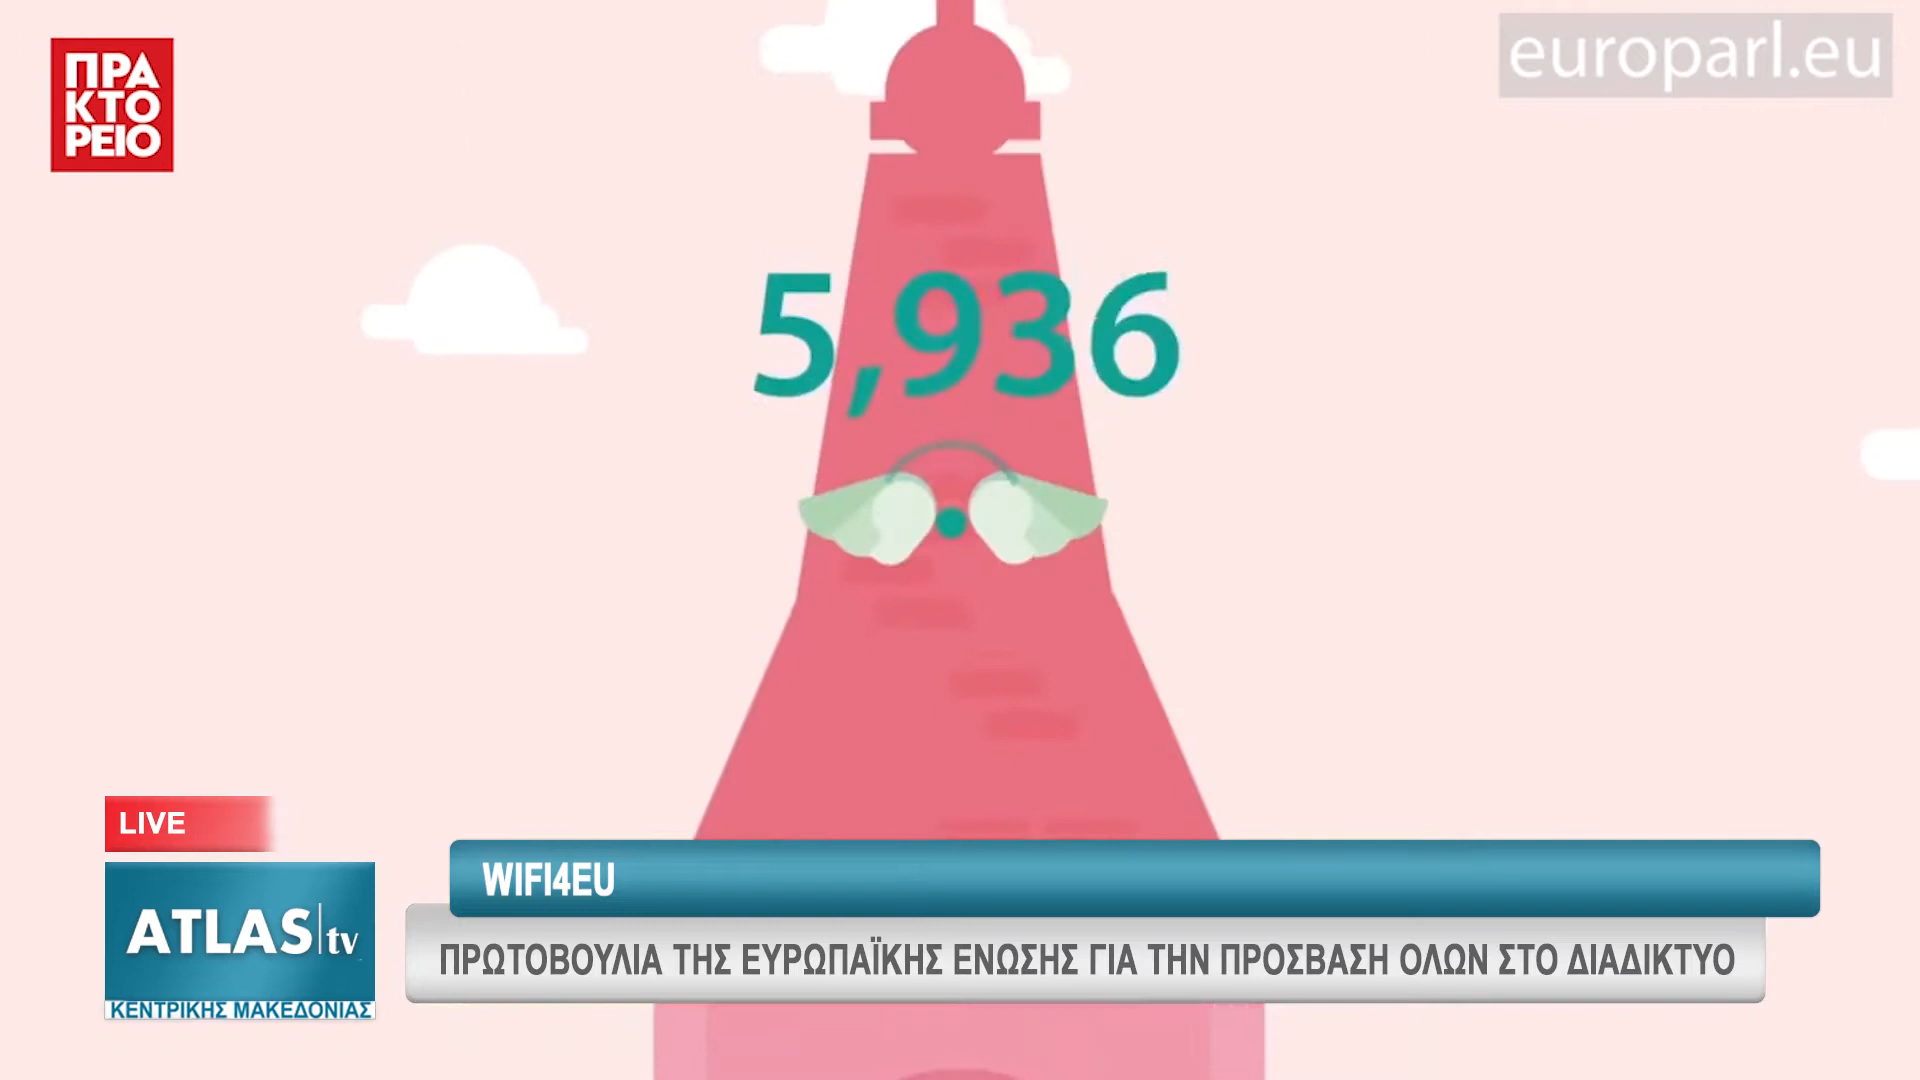 ΠΡΑ
ΚΤΟ
ΡΕΙΟ
europarl.eu
5,936
LIVE
ATLAS tv
ΚΕΝΤΡΙΚΗΣ ΜΑΚΕΔΟΝΙΑΣ
WIFI4EU
ΠΡΩΤΟΒΟΥΛΙΑ ΤΗΣ ΕΥΡΩΠΑΪΚΗΣ ΕΝΩΣΗΣ ΓΙΑ ΤΗΝ ΠΡΟΣΒΑΣΗ ΟΛΩΝ ΣΤΟ ΔΙΑΔΙΚΤΥΟ